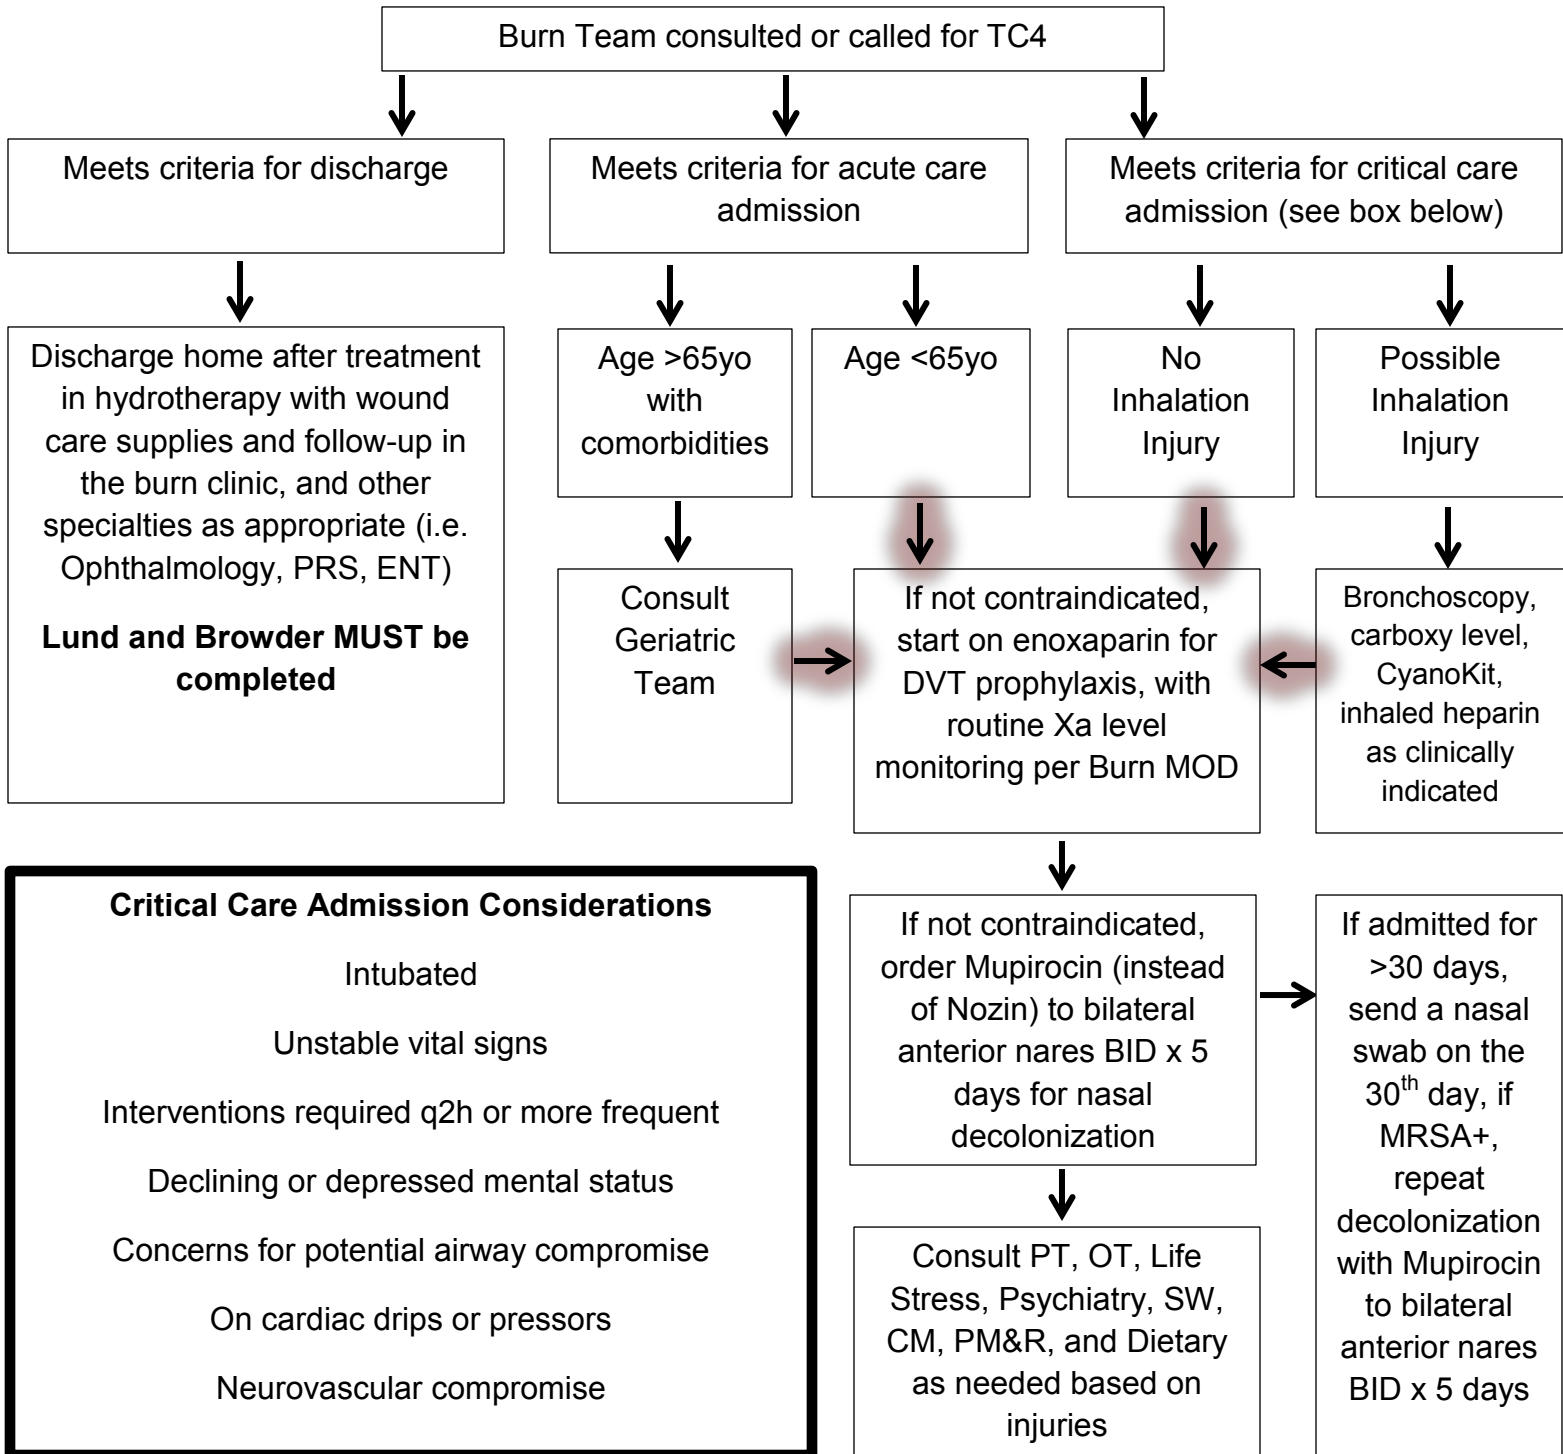 Burn Team consulted or called for TC4
Meets criteria for discharge
Meets criteria for acute care
admission
Meets criteria for critical care
admission (see box below)
Discharge home after treatment
in hydrotherapy with wound
care supplies and follow-up in
the burn clinic, and other
specialties as appropriate (i.e.
Ophthalmology, PRS, ENT)
Lund and Browder MUST be
completed
Age >65yo
with
comorbidities
Age <65yo
No
Inhalation
Injury
Possible
Inhalation
Injury
Consult
Geriatric
Team
If not contraindicated,
start on enoxaparin for
DVT prophylaxis, with
routine Xa level
monitoring per Burn MOD
Bronchoscopy,
carboxy level,
CyanoKit,
inhaled heparin
as clinically
indicated
Critical Care Admission Considerations
Intubated
Unstable vital signs
Interventions required q2h or more frequent
Declining or depressed mental status
Concerns for potential airway compromise
On cardiac drips or pressors
Neurovascular compromise
If not contraindicated,
order Mupirocin (instead
of Nozin) to bilateral
anterior nares BID x 5
days for nasal
decolonization
If admitted for
>30 days,
send a nasal
swab on the
30th day, if
MRSA+,
repeat
decolonization
with Mupirocin
to bilateral
anterior nares
BID x 5 days
Consult PT, OT, Life
Stress, Psychiatry, SW,
CM, PM&R, and Dietary
as needed based on
injuries